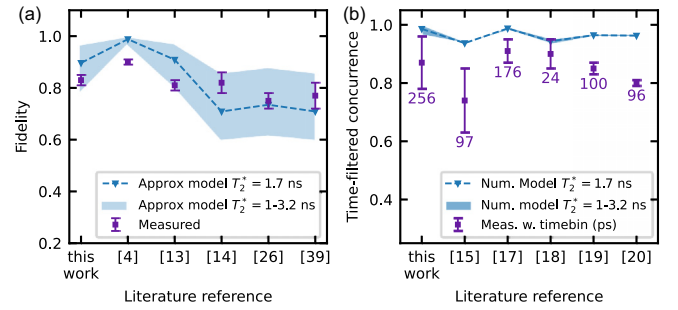 (a)
1.0
0.8
0.6
0.4
0.2
Fidelity
Approx model T₂* = 1.7 ns
Approx model T₂* = 1-3.2 ns
Measured
this work
[4]
[13]
[14]
[26]
[39]
Literature reference
(b)
1.0
0.8
0.6
0.4
Time-filtered concurrence
256
97
176
24
100
96
Num. Model T₂* = 1.7 ns
Num. model T₂* = 1-3.2 ns
Meas. w. timebin (ps)
this work
[15]
[17]
[18]
[19]
[20]
Literature reference